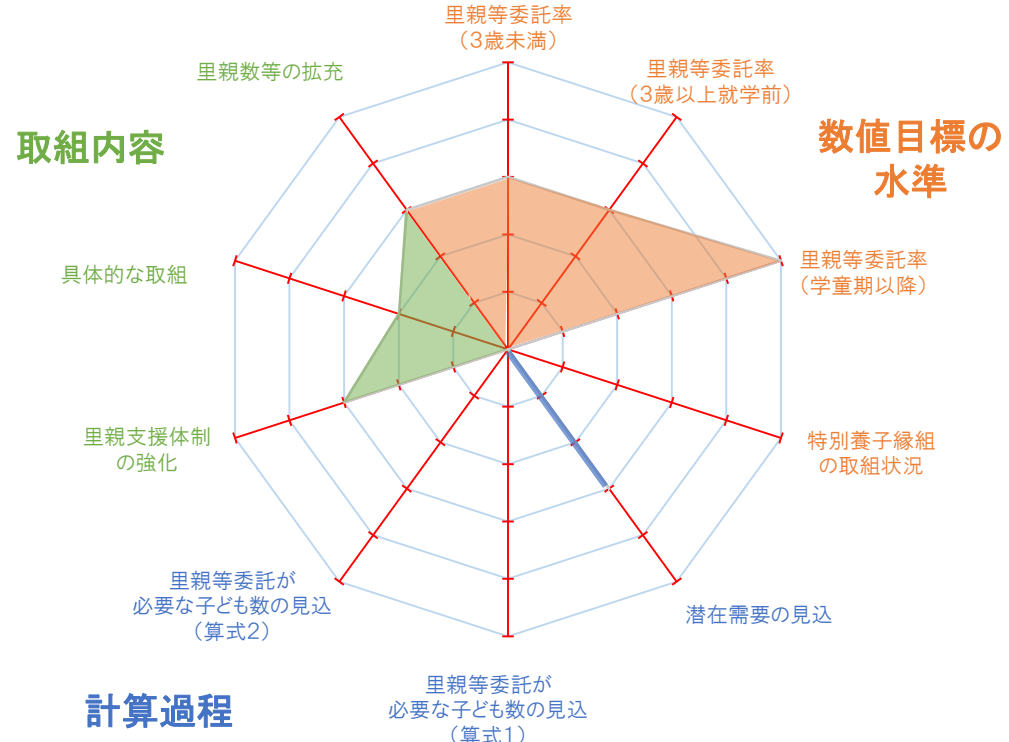 里親等委託率
（3歳未満）
里親等委託率
（3歳以上就学前）
数値目標の
水準
里親等委託率
（学童期以降）
特別養子縁組
の取組状況
潜在需要の見込
里親等委託が
必要な子ども数の見込
（算式1）
里親等委託が
必要な子ども数の見込
（算式2）
計算過程
里親支援体制
の強化
具体的な取組
取組内容
里親数等の拡充